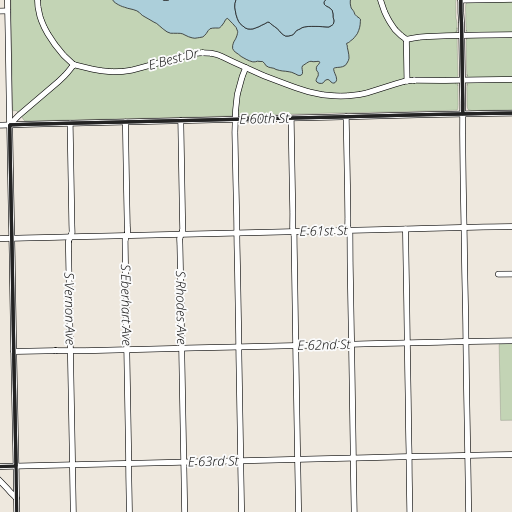 E Best Dr
E 60th St
E 61st St
S Vernon Ave
S Eberhart Ave
S Rhodes Ave
E 62nd St
E 63rd St